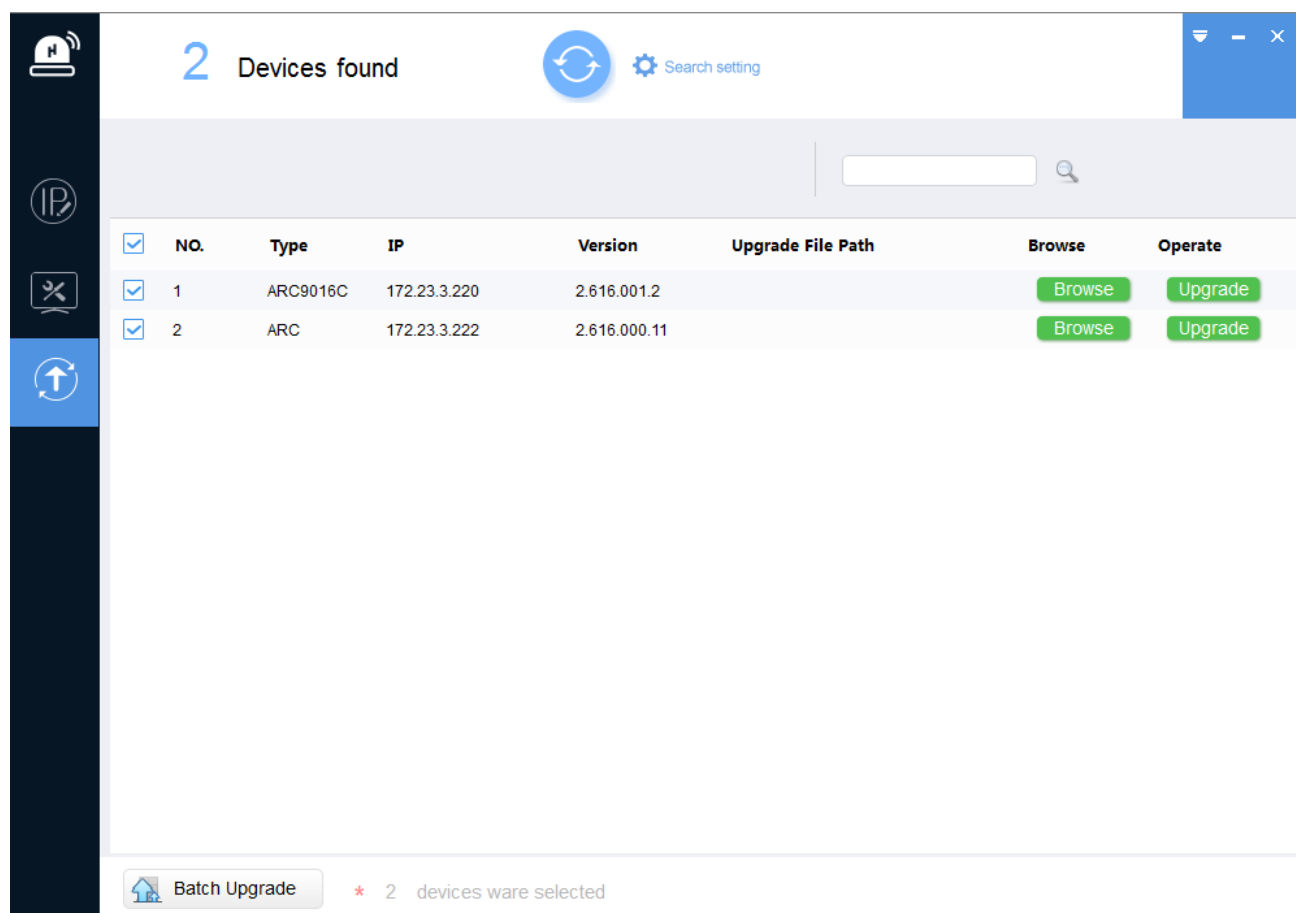 H
2 Devices found Search setting
IP
NO. Type IP Version Upgrade File Path Browse Operate
1 ARC9016C 172.23.3.220 2.616.001.2 Browse Upgrade
2 ARC 172.23.3.222 2.616.000.11 Browse Upgrade
Batch Upgrade * 2 devices ware selected